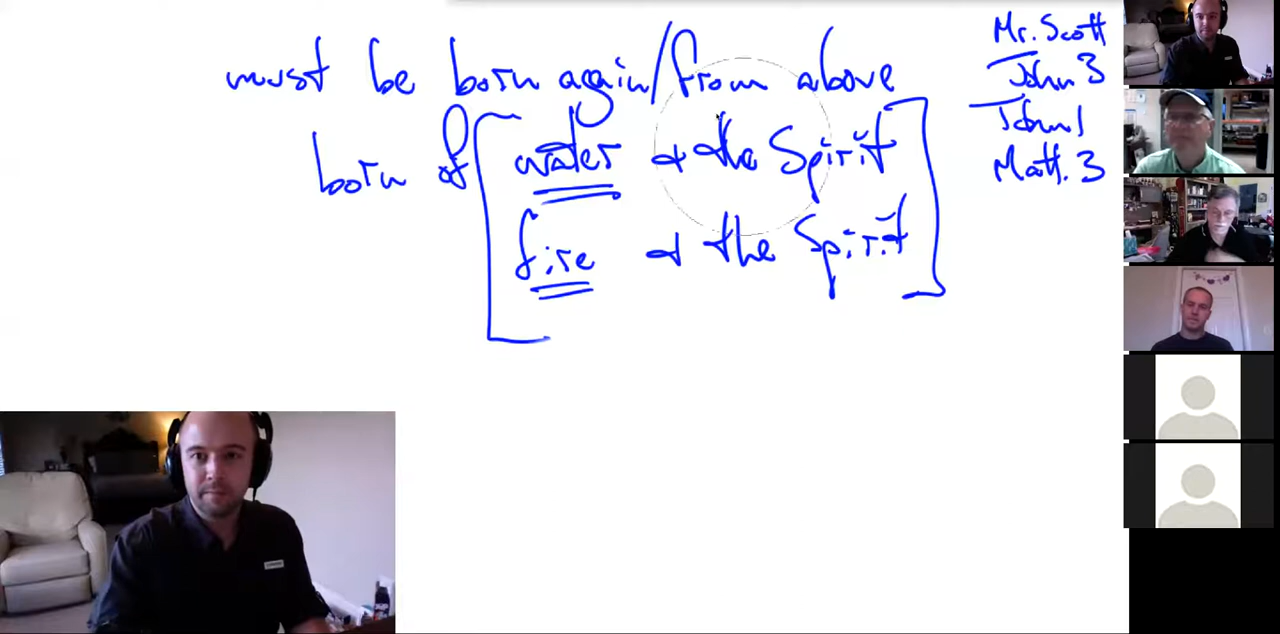 must be born again/from above
born of [ water & the Spirit ]
fire & the Spirit
Mr. Scott
John 3
John 1
Matt. 3